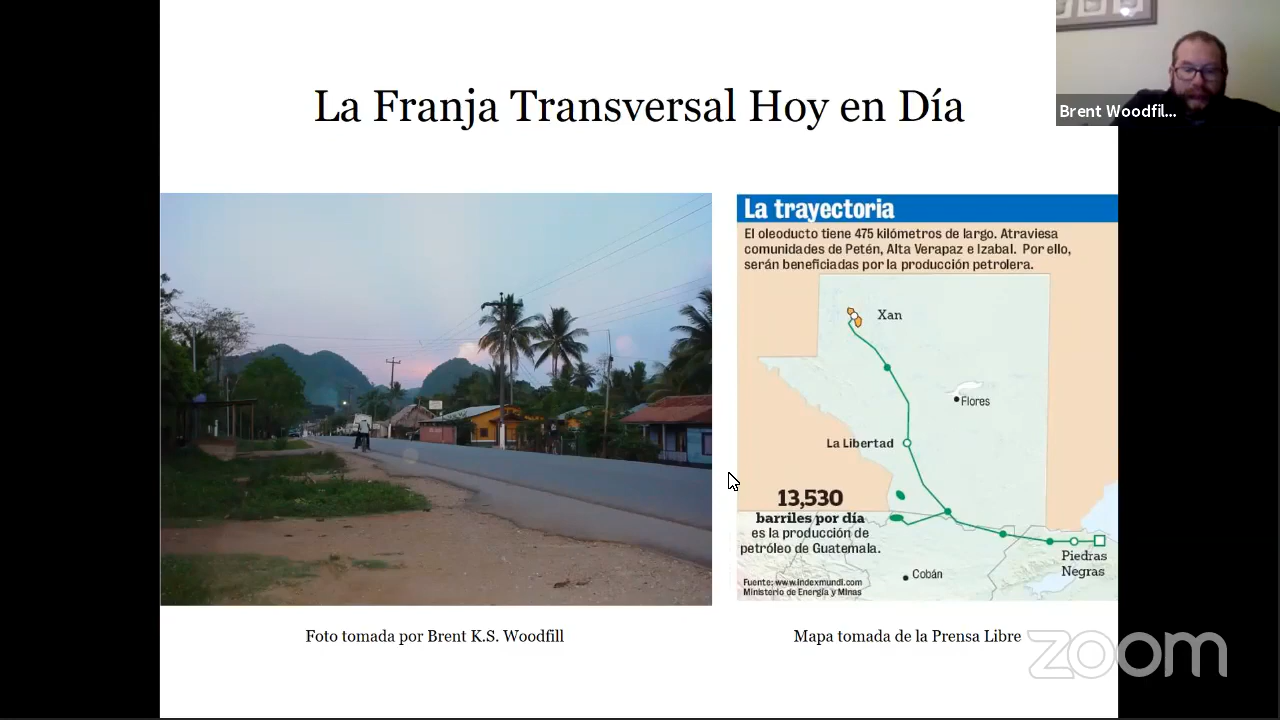 La Franja Transversal Hoy en Día
Brent Woodfil...
La trayectoria
El oleoducto tiene 475 kilómetros de largo. Atraviesa
comunidades de Petén, Alta Verapaz e Izabal. Por ello,
serán beneficiadas por la producción petrolera.
Xan
Flores
La Libertad
13,530
barriles por día
es la producción de
petróleo de Guatemala.
Piedras
Negras
Cobán
Fuente: www.indexmundi.com
Ministerio de Energía y Minas
Foto tomada por Brent K.S. Woodfill
Mapa tomada de la Prensa Libre
zoom